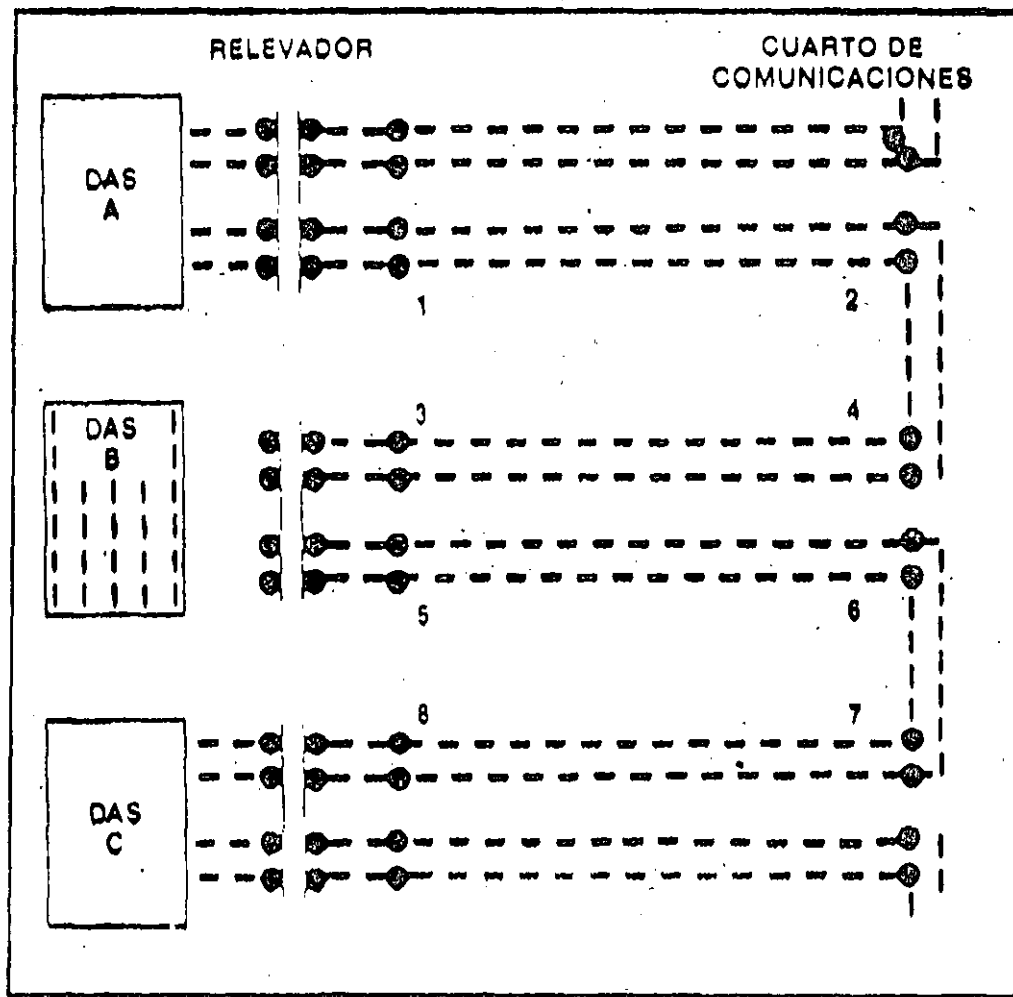 RELEVADOR
CUARTO DE
COMUNICACIONES
DAS
A
1
2
DAS
B
3
4
5
6
DAS
C
8
7